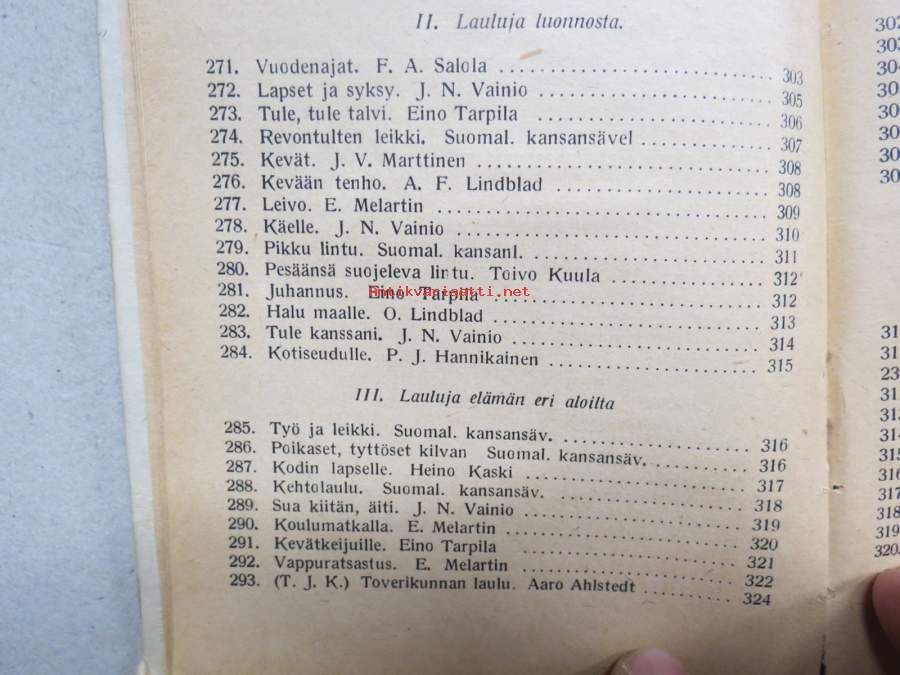 II. Lauluja luonnosta.
271. Vuodenajat. F. A. Salola 303
272. Lapset ja syksy. J. N. Vainio 305
273. Tule, tule talvi. Eino Tarpila 306
274. Revontulten leikki. Suomal. kansansävel 307
275. Kevät. J. V. Marttinen 308
276. Kevään tenho. A. F. Lindblad 308
277. Leivo. E. Melartin 309
278. Käelle. J. N. Vainio 310
279. Pikku lintu. Suomal. kansanl. 311
280. Pesäänsä suojeleva lintu. Toivo Kuula 312
281. Juhannus. Eino Tarpila 312
Antikvariaatti.net
282. Halu maalle. O. Lindblad 313
283. Tule kanssani. J. N. Vainio 314
284. Kotiseudulle. P. J. Hannikainen 315
III. Lauluja elämän eri aloilta
285. Työ ja leikki. Suomal. kansansäv. 316
286. Poikaset, tyttöset kilvan Suomal. kansansäv. 316
287. Kodin lapselle. Heino Kaski 317
288. Kehtolaulu. Suomal. kansansäv. 318
289. Sua kiitän, äiti. J. N. Vainio 319
290. Koulumatkalla. E. Melartin 320
291. Kevätkeijuille. Eino Tarpila 321
292. Vappuratsastus. E. Melartin 322
293. (T. J. K.) Toverikunnan laulu. Aaro Ahlstedt 324
314
315
316
317
318
319
320